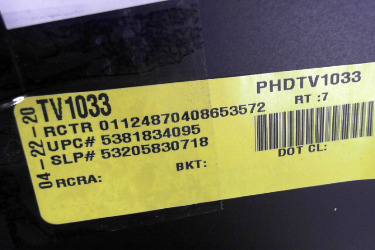 04-22-20
TV1033
PHDTV1033
RCTR 01124870408653572
RT :7
UPC# 5381834095
SLP# 53205830718
BKT:
DOT CL:
RCRA: